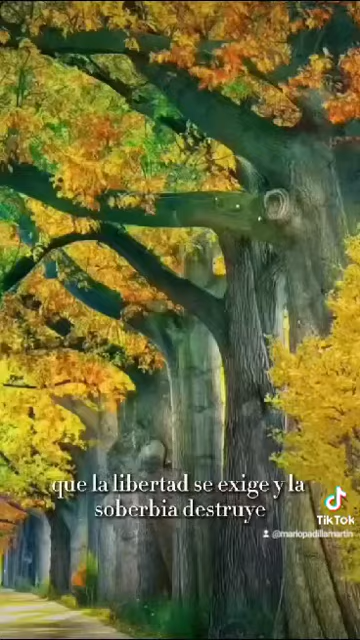 que la libertad se exige y la
soberbia destruye
TikTok
@mariopadillamartin